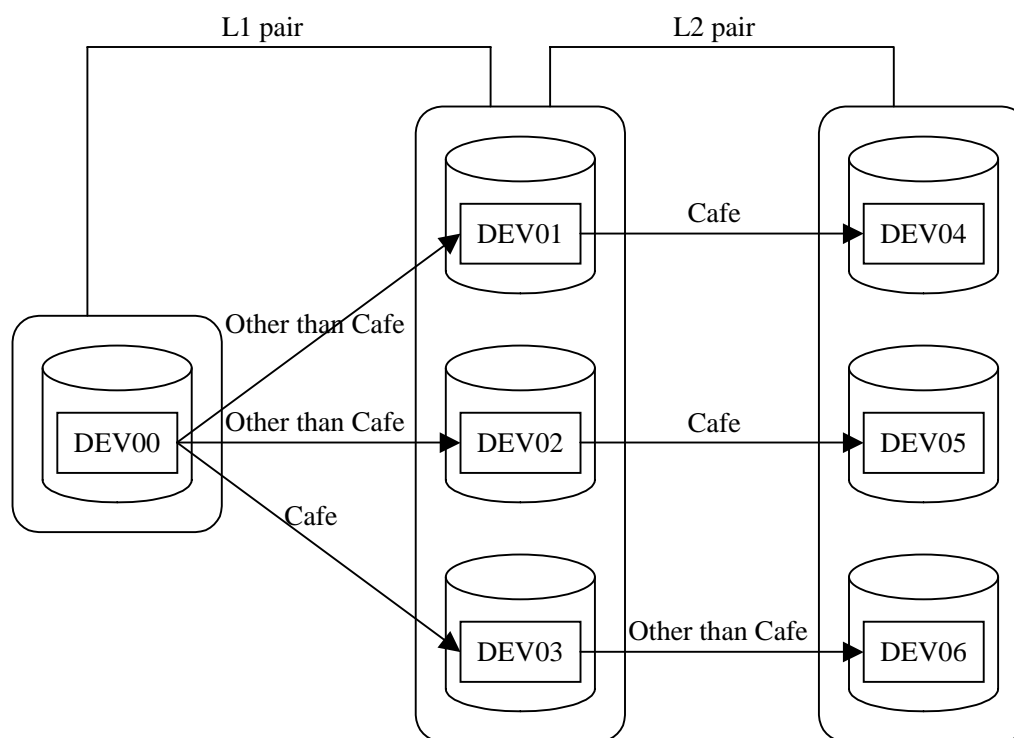 L1 pair
L2 pair
DEV01
Cafe
DEV04
Other than Cafe
DEV00
Other than Cafe
DEV02
Cafe
DEV05
Cafe
DEV03
Other than Cafe
DEV06